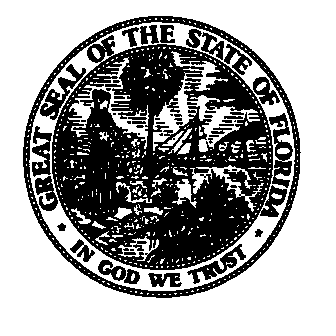 GREAT SEAL OF THE STATE OF FLORIDA
IN GOD WE TRUST